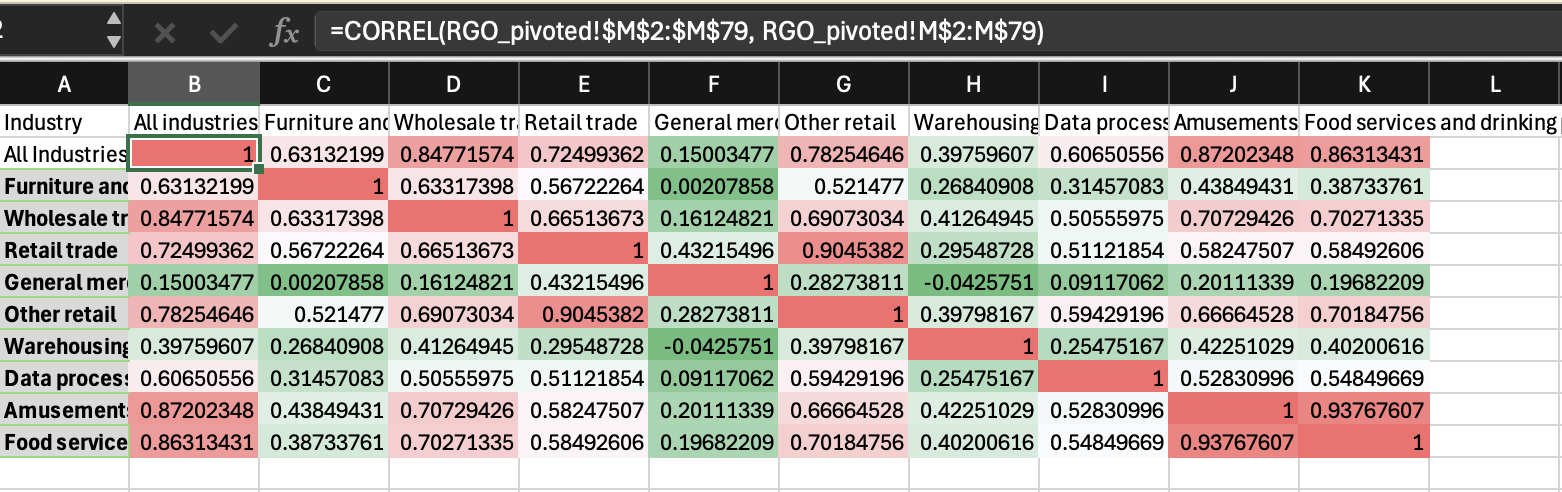 fx =CORREL(RGO_pivoted!$M$2:$M$79, RGO_pivoted!M$2:M$79)
A B C D E F G H I J K L
Industry All industries Furniture and Wholesale tr Retail trade General merc Other retail Warehousing Data process Amusements Food services and drinking
All Industries 1 0.63132199 0.84771574 0.72499362 0.15003477 0.78254646 0.39759607 0.60650556 0.87202348 0.86313431
Furniture and 0.63132199 1 0.63317398 0.56722264 0.00207858 0.521477 0.26840908 0.31457083 0.43849431 0.38733761
Wholesale tr 0.84771574 0.63317398 1 0.66513673 0.16124821 0.69073034 0.41264945 0.50555975 0.70729426 0.70271335
Retail trade 0.72499362 0.56722264 0.66513673 1 0.43215496 0.9045382 0.29548728 0.51121854 0.58247507 0.58492606
General mer 0.15003477 0.00207858 0.16124821 0.43215496 1 0.28273811 -0.0425751 0.09117062 0.20111339 0.19682209
Other retail 0.78254646 0.521477 0.69073034 0.9045382 0.28273811 1 0.39798167 0.59429196 0.66664528 0.70184756
Warehousing 0.39759607 0.26840908 0.41264945 0.29548728 -0.0425751 0.39798167 1 0.25475167 0.42251029 0.40200616
Data process 0.60650556 0.31457083 0.50555975 0.51121854 0.09117062 0.59429196 0.25475167 1 0.52830996 0.54849669
Amusements 0.87202348 0.43849431 0.70729426 0.58247507 0.20111339 0.66664528 0.42251029 0.52830996 1 0.93767607
Food service 0.86313431 0.38733761 0.70271335 0.58492606 0.19682209 0.70184756 0.40200616 0.54849669 0.93767607 1